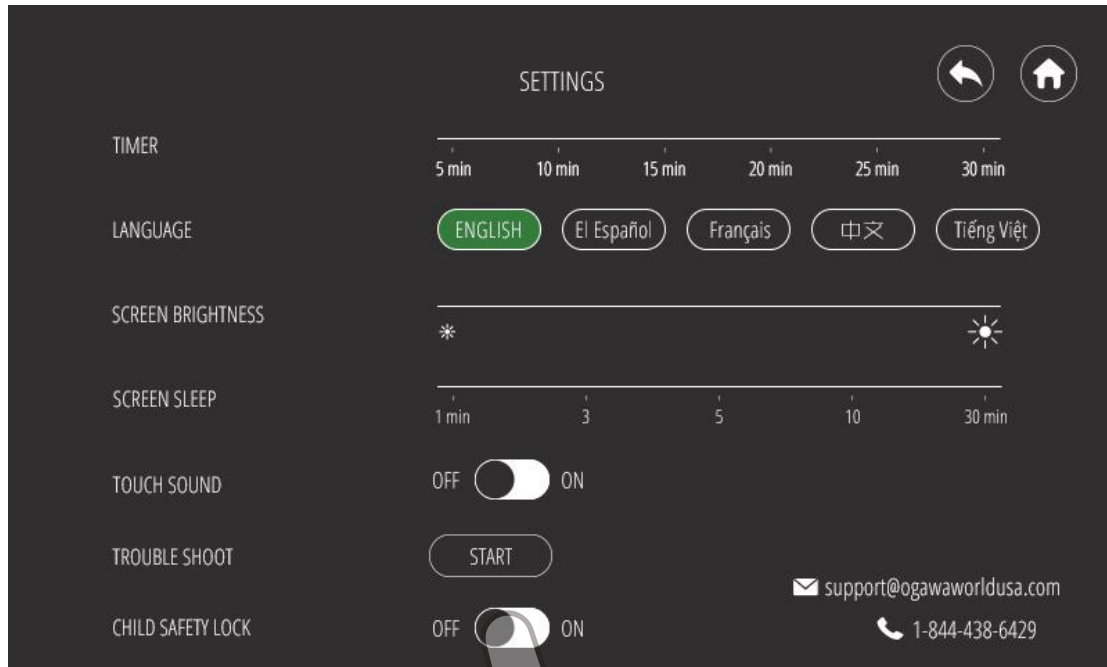 SETTINGS
TIMER
5 min 10 min 15 min 20 min 25 min 30 min
LANGUAGE ENGLISH El Español Français 中文 Tiếng Việt
SCREEN BRIGHTNESS
SCREEN SLEEP
1 min 3 5 10 30 min
TOUCH SOUND OFF ON
TROUBLE SHOOT START
support@ogawaworldusa.com
CHILD SAFETY LOCK OFF ON 1-844-438-6429